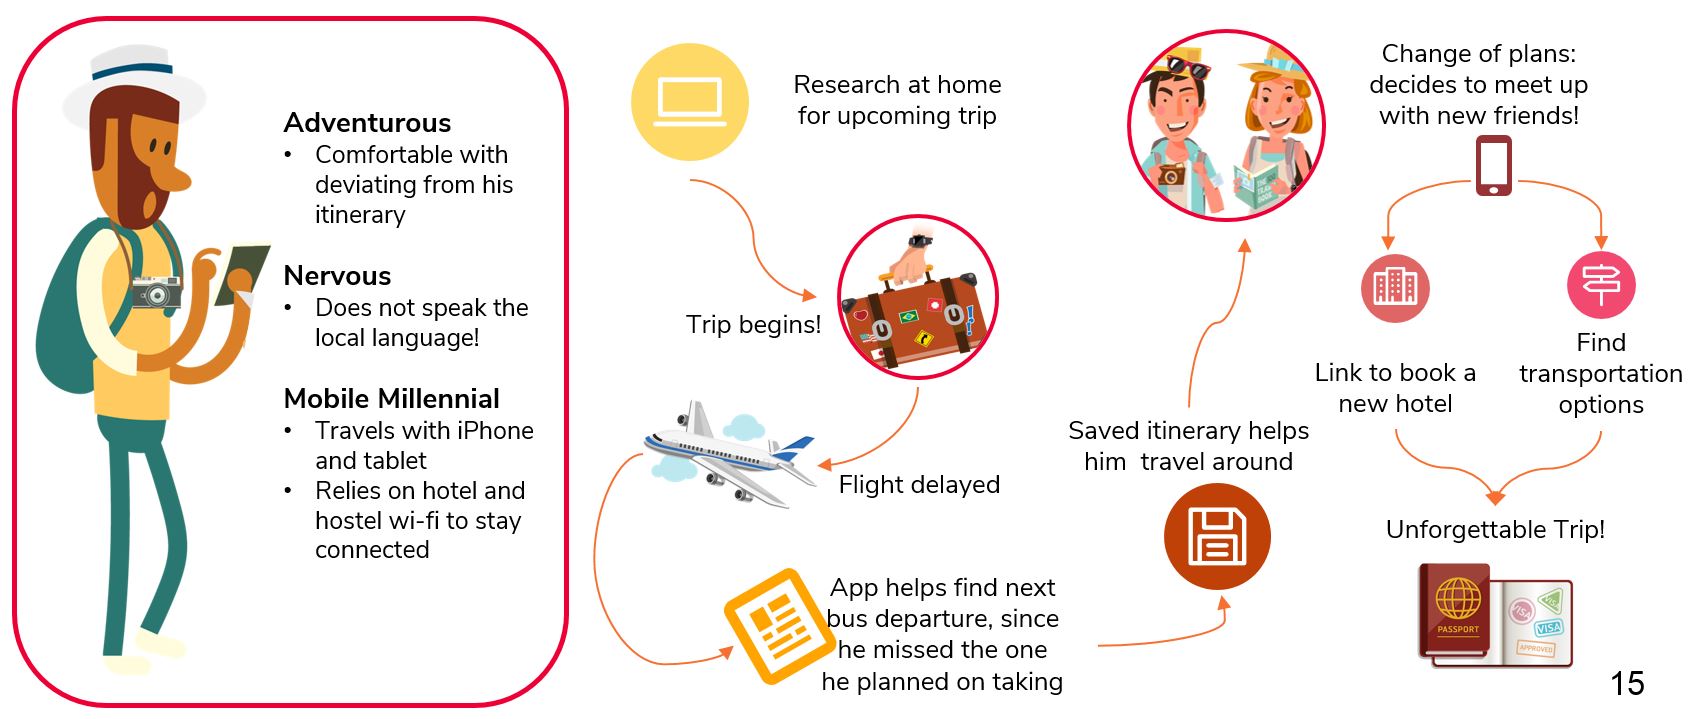 Adventurous
• Comfortable with
deviating from his
itinerary
Nervous
• Does not speak the
local language!
Mobile Millennial
• Travels with iPhone
and tablet
• Relies on hotel and
hostel wi-fi to stay
connected
Research at home
for upcoming trip
Trip begins!
Flight delayed
App helps find next
bus departure, since
he missed the one
he planned on taking
Saved itinerary helps
him travel around
Change of plans:
decides to meet up
with new friends!
Link to book a
new hotel
Find
transportation
options
Unforgettable Trip!
PASSPORT
VISA
VISA
APPROVED
15